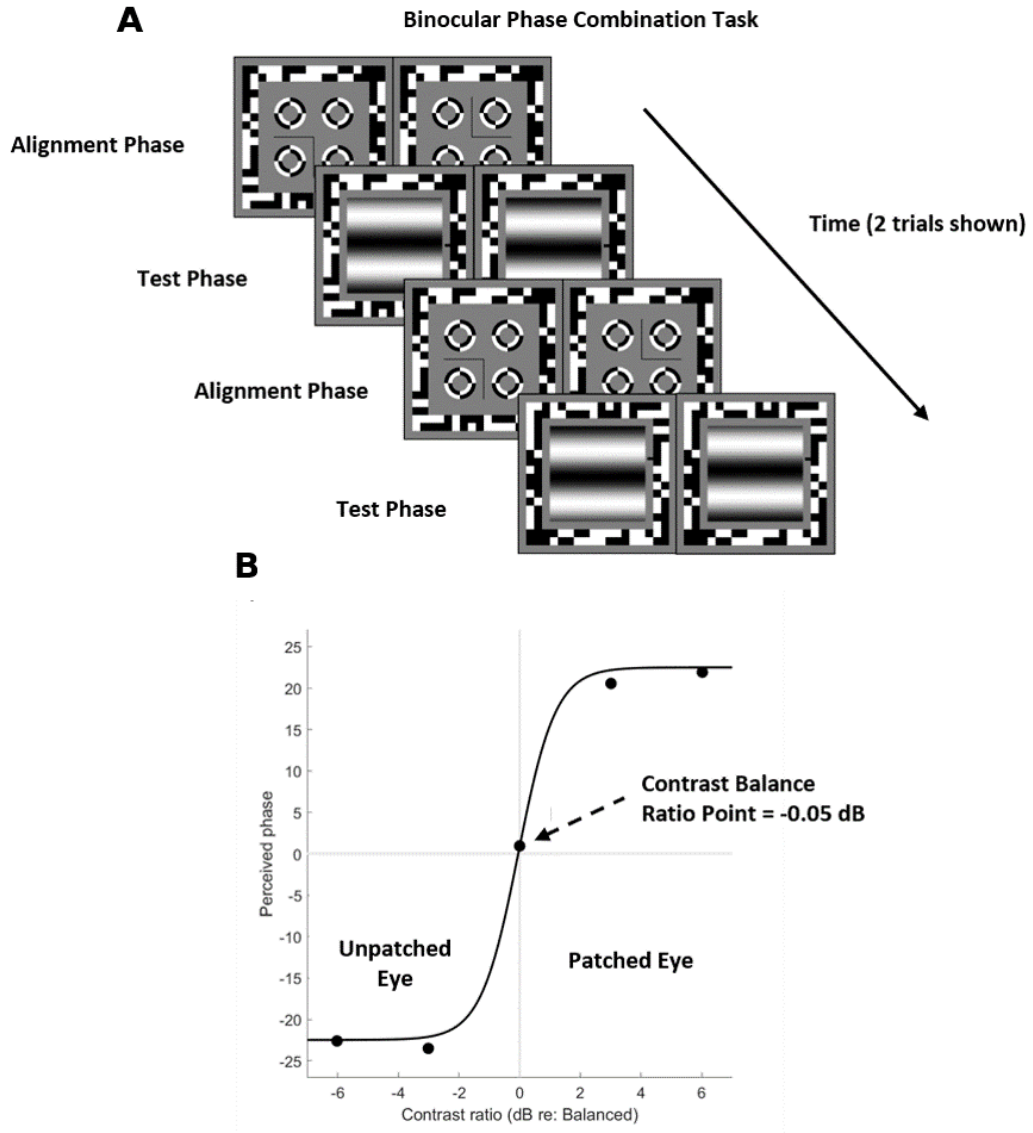 A
Binocular Phase Combination Task
Alignment Phase
Time (2 trials shown)
Test Phase
Alignment Phase
Test Phase
B
25
20
15
10
5
0
-5
-10
-15
-20
-25
Perceived phase
Contrast Balance
Ratio Point = -0.05 dB
Unpatched
Eye
Patched Eye
-6 -4 -2 0 2 4 6
Contrast ratio (dB re: Balanced)